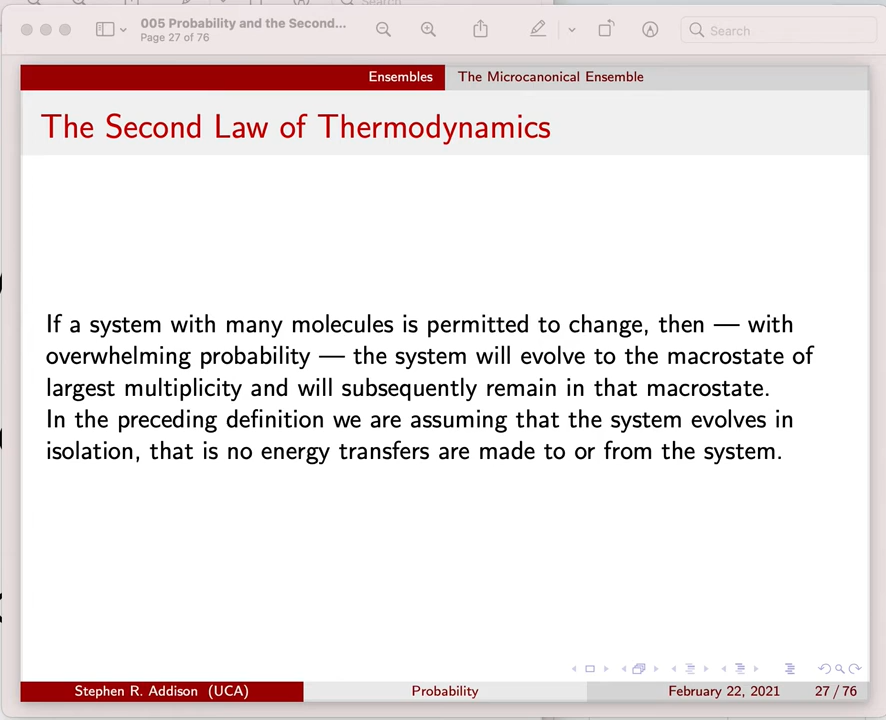 005 Probability and the Second...
Page 27 of 76
Search
Ensembles The Microcanonical Ensemble
The Second Law of Thermodynamics
If a system with many molecules is permitted to change, then — with
overwhelming probability — the system will evolve to the macrostate of
largest multiplicity and will subsequently remain in that macrostate.
In the preceding definition we are assuming that the system evolves in
isolation, that is no energy transfers are made to or from the system.
Stephen R. Addison (UCA) Probability February 22, 2021 27 / 76